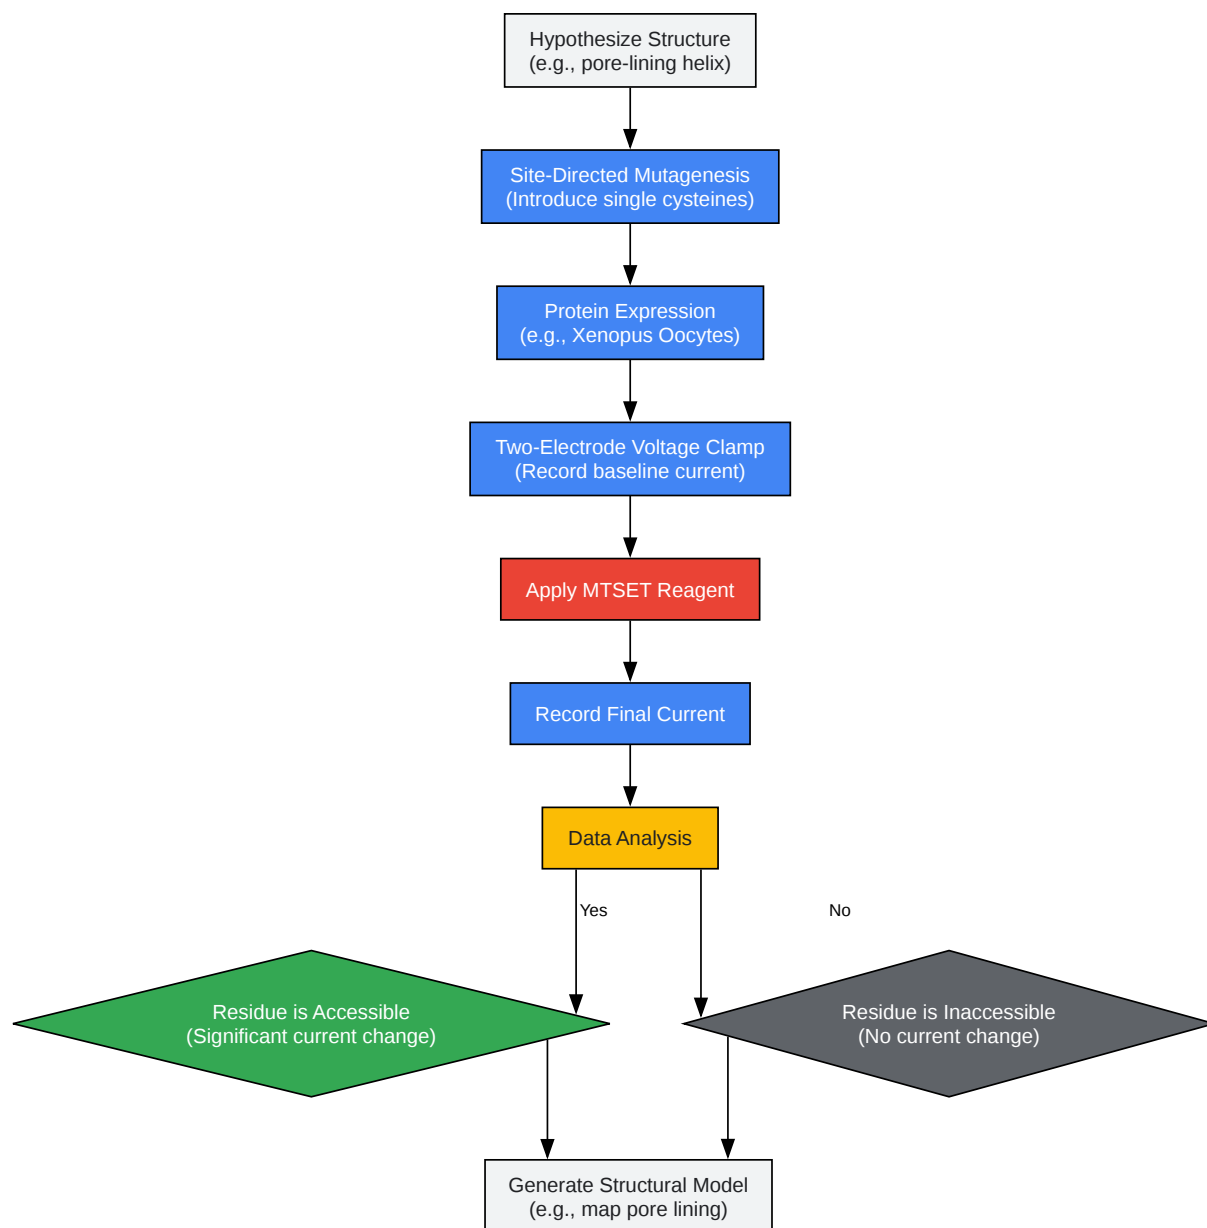 Hypothesize Structure
(e.g., pore-lining helix)
Site-Directed Mutagenesis
(Introduce single cysteines)
Protein Expression
(e.g., Xenopus Oocytes)
Two-Electrode Voltage Clamp
(Record baseline current)
Apply MTSET Reagent
Record Final Current
Data Analysis
Yes
No
Residue is Accessible
(Significant current change)
Residue is Inaccessible
(No current change)
Generate Structural Model
(e.g., map pore lining)